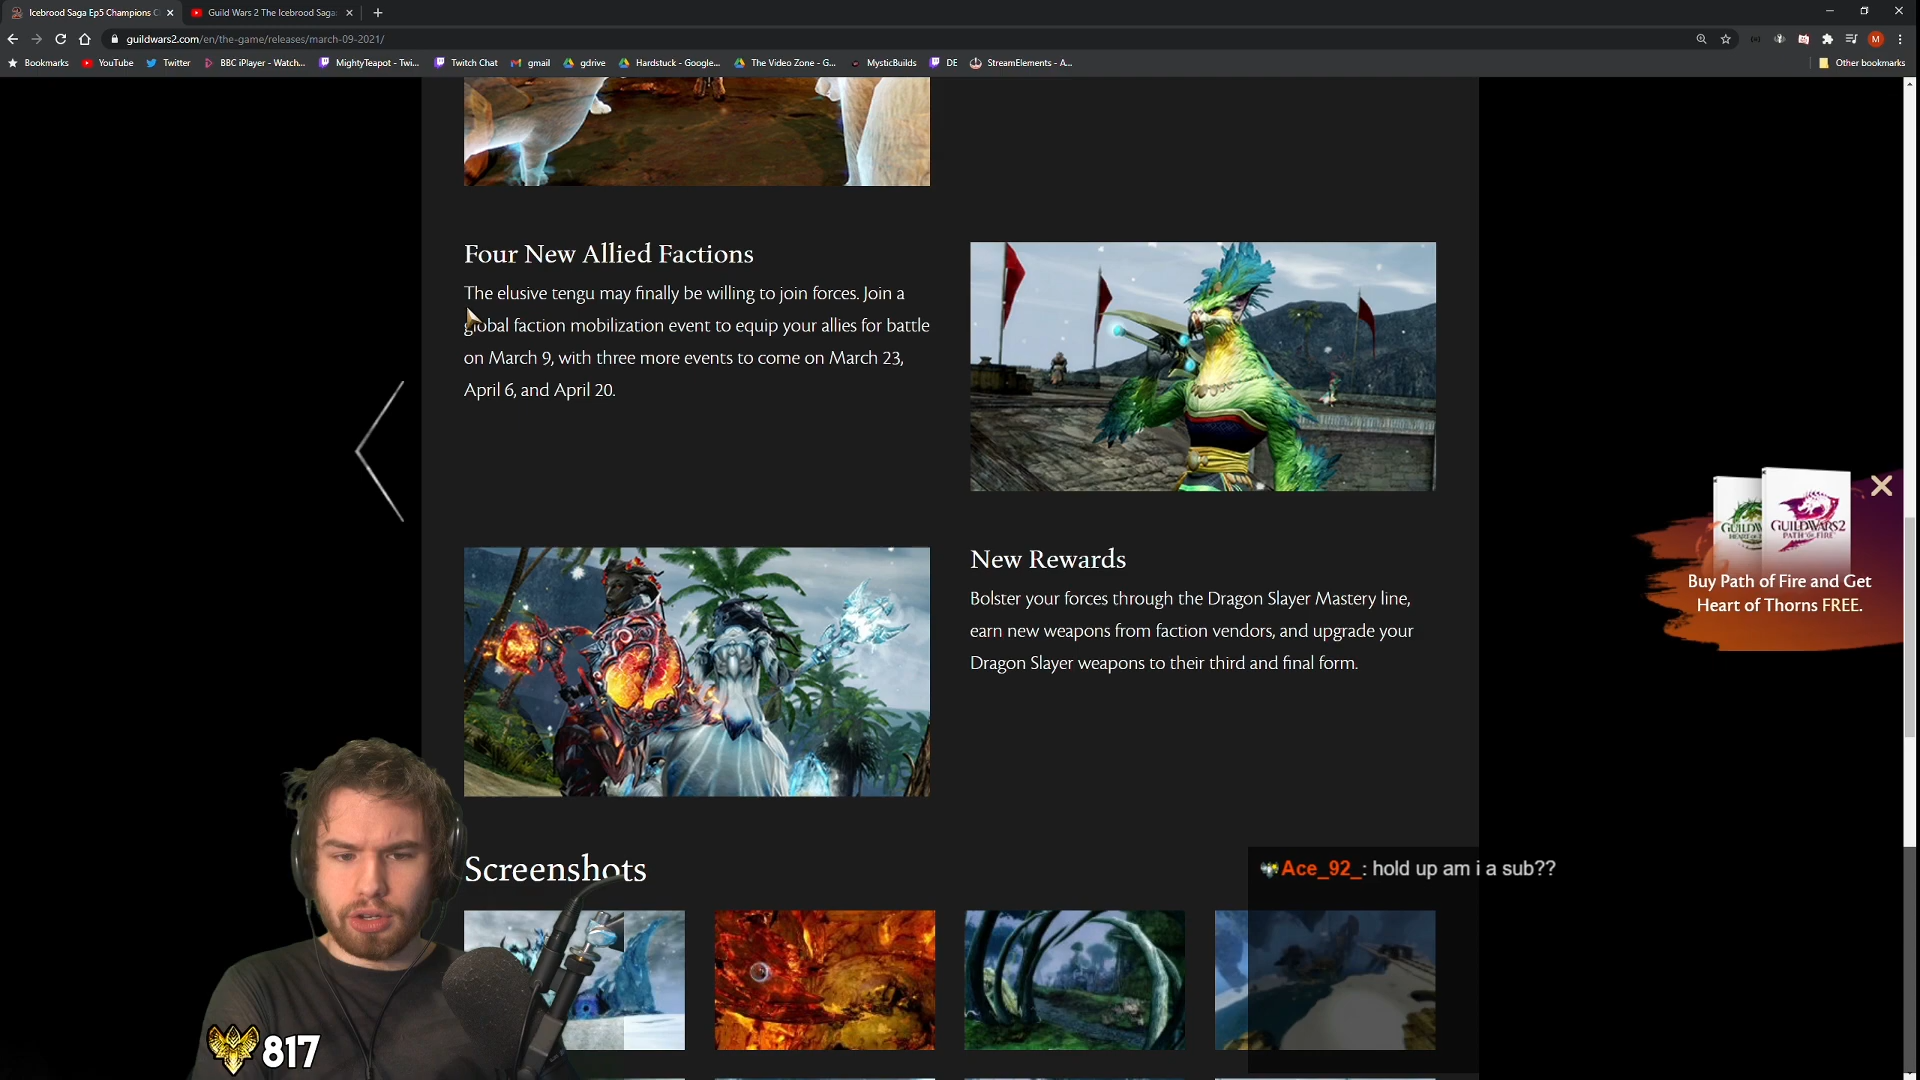 Icebrood Saga Ep5 Champions C
Guild Wars 2 The Icebrood Saga:
guildwars2.com/en/the-game/releases/march-09-2021/
M
Bookmarks
YouTube
Twitter
BBC iPlayer - Watch...
MightyTeapot - Twi...
Twitch Chat
gmail
gdrive
Hardstuck - Google...
The Video Zone - G...
MysticBuilds
DE
StreamElements - A...
Other bookmarks
Four New Allied Factions
The elusive tengu may finally be willing to join forces. Join a
global faction mobilization event to equip your allies for battle
on March 9, with three more events to come on March 23,
April 6, and April 20.
New Rewards
Bolster your forces through the Dragon Slayer Mastery line,
earn new weapons from faction vendors, and upgrade your
Dragon Slayer weapons to their third and final form.
GUILDWARS2
PATH OF FIRE
Buy Path of Fire and Get
Heart of Thorns FREE.
Screenshots
Ace_92_: hold up am i a sub??
817